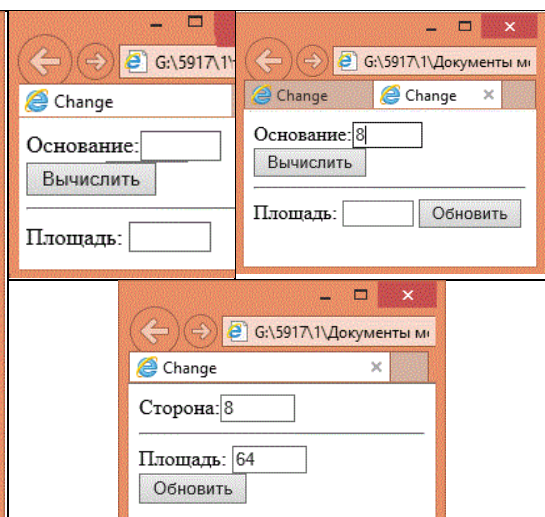 G:\5917\1\
Change
Основание:
Вычислить
Площадь:
G:\5917\1\Документы м
Change
Change
Основание:8
Вычислить
Площадь:
Обновить
G:\5917\1\Документы м
Change
Сторона:8
Площадь: 64
Обновить